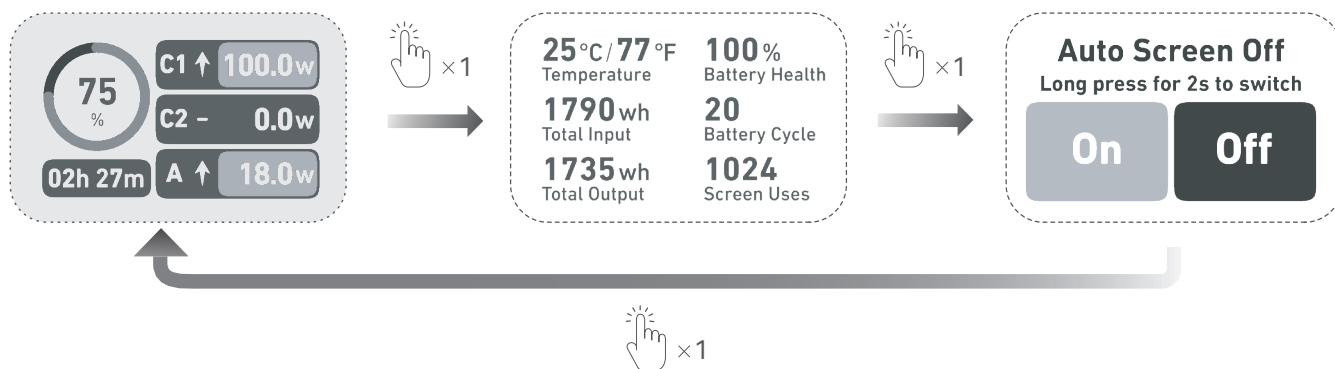 75
%
02h 27m
C1 ↑ 100.0w
C2 – 0.0w
A ↑ 18.0w
×1
25°C/77°F
Temperature
100%
Battery Health
1790wh
Total Input
20
Battery Cycle
1735wh
Total Output
1024
Screen Uses
×1
Auto Screen Off
Long press for 2s to switch
On
Off
×1